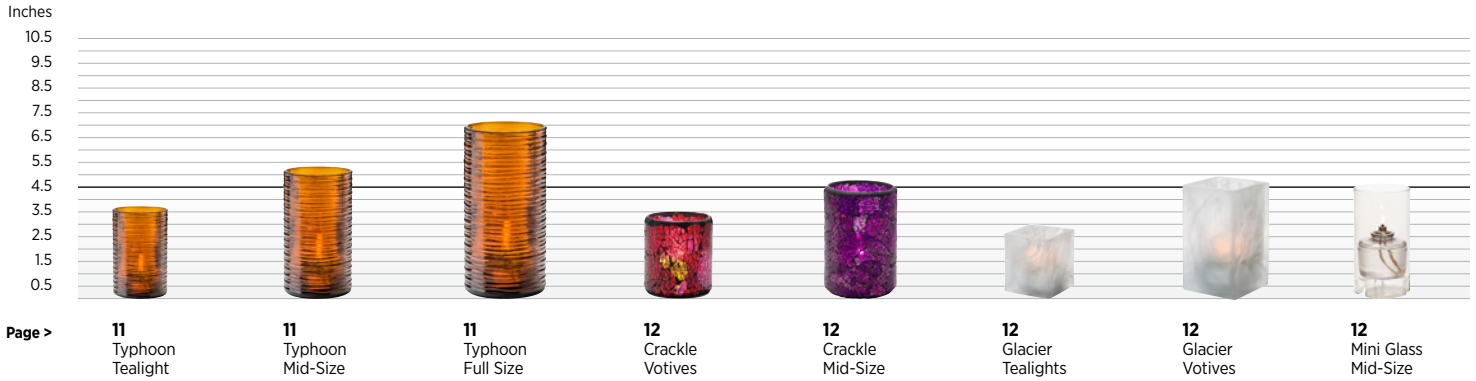 Inches
10.5
9.5
8.5
7.5
6.5
5.5
4.5
3.5
2.5
1.5
0.5
Page >
11
Typhoon
Tealight
11
Typhoon
Mid-Size
11
Typhoon
Full Size
12
Crackle
Votives
12
Crackle
Mid-Size
12
Glacier
Tealights
12
Glacier
Votives
12
Mini Glass
Mid-Size